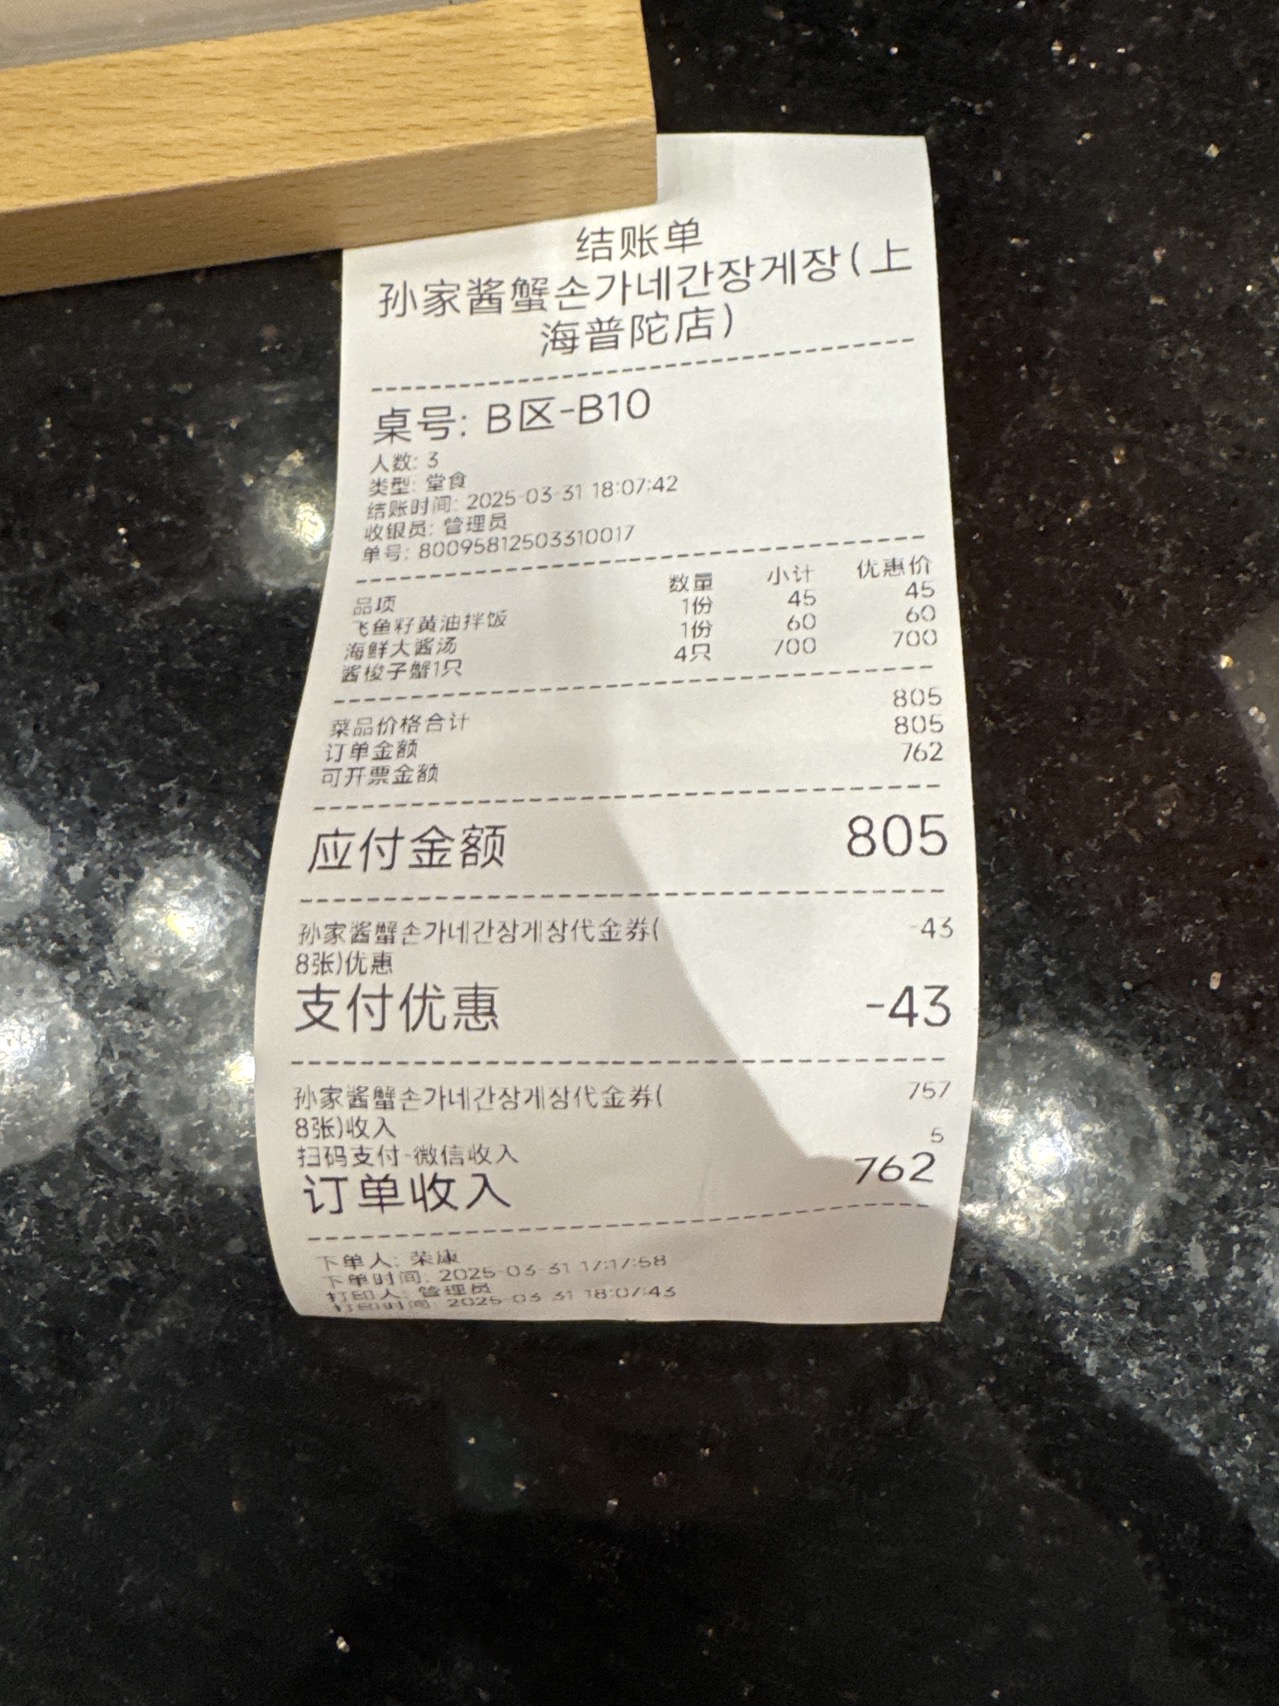 结账单
孙家酱蟹손가네간장게장(上
海普陀店)
桌号: B区-B10
人数: 3
类型: 堂食
结账时间: 2025-03-31 18:07:42
收银员: 管理员
单号: 80095812503310017
品项 数量 小计 优惠价
飞鱼籽黄油拌饭 1份 45 45
海鲜大酱汤 1份 60 60
酱梭子蟹1只 4只 700 700
菜品价格合计 805
订单金额 805
可开票金额 762
应付金额 805
孙家酱蟹손가네간장게장代金券( -43
8张)优惠
支付优惠 -43
孙家酱蟹손가네간장게장代金券( 757
8张)收入
扫码支付-微信收入 5
订单收入 762
下单人: 荣康
下单时间: 2025-03-31 17:17:58
打印人: 管理员
打印时间: 2025-03-31 18:07:43